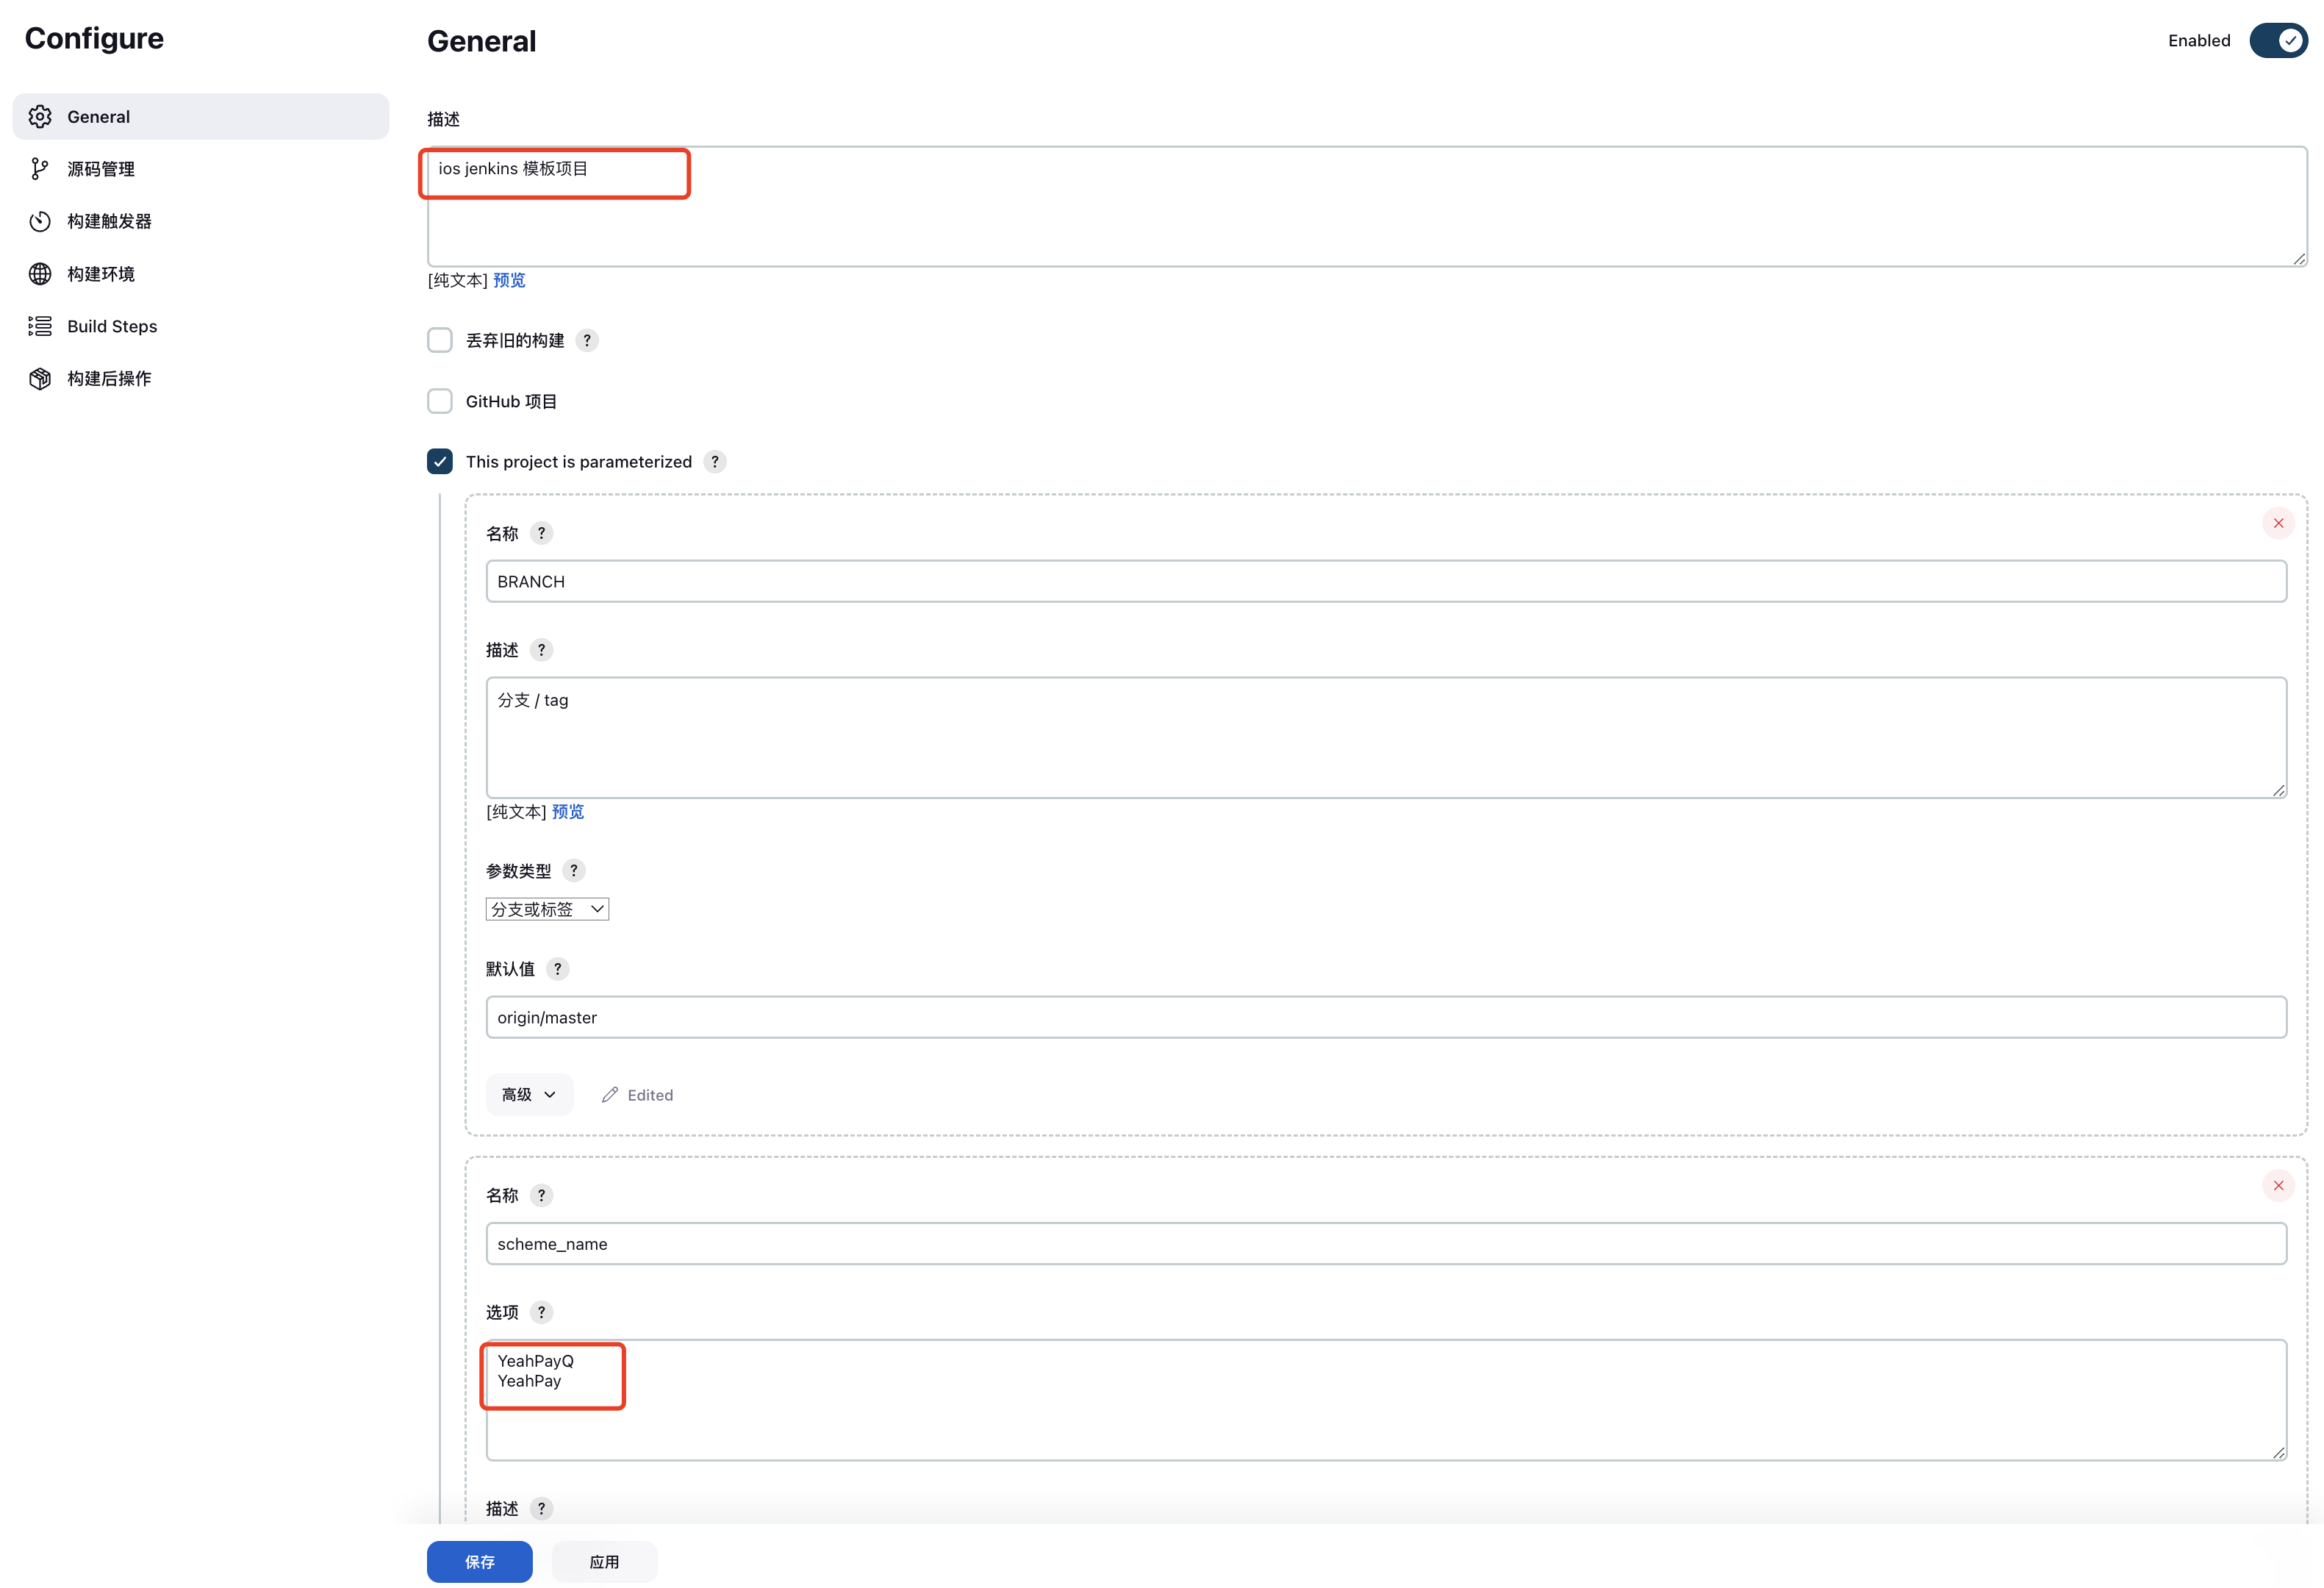 Configure
General
源码管理
构建触发器
构建环境
Build Steps
构建后操作
General
Enabled
描述
ios jenkins 模板项目
[纯文本] 预览
丢弃旧的构建 ?
GitHub 项目
This project is parameterized ?
名称 ?
BRANCH
描述 ?
分支 / tag
[纯文本] 预览
参数类型 ?
分支或标签
默认值 ?
origin/master
高级 Edited
名称 ?
scheme_name
选项 ?
YeahPayQ
YeahPay
描述 ?
保存 应用